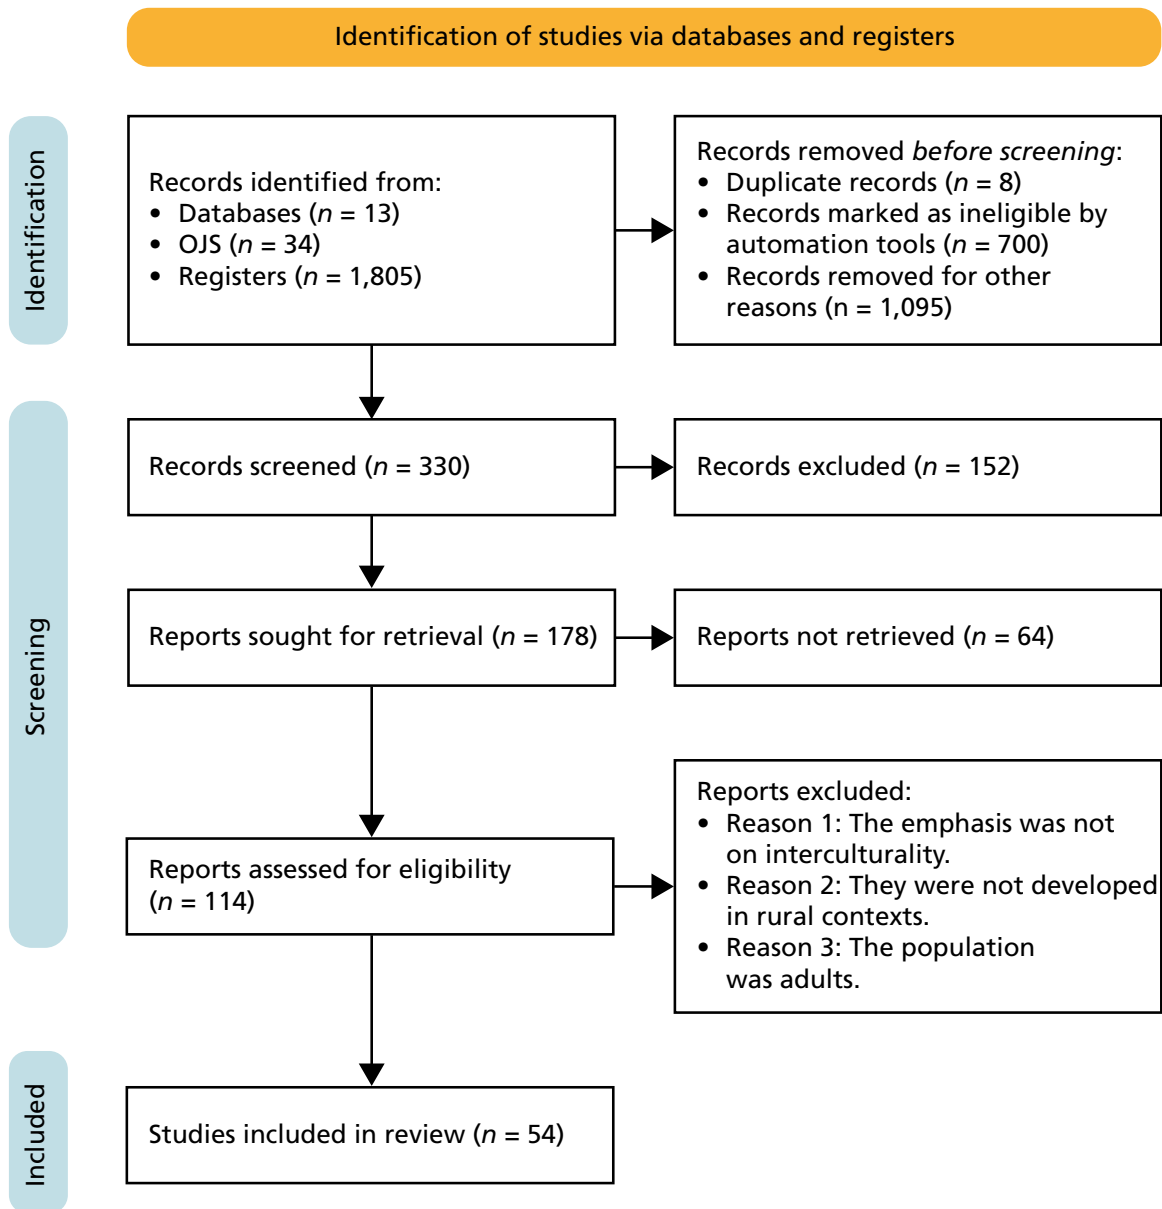 Identification of studies via databases and registers
Identification
Records identified from:
• Databases (n = 13)
• OJS (n = 34)
• Registers (n = 1,805)
Records removed before screening:
• Duplicate records (n = 8)
• Records marked as ineligible by
automation tools (n = 700)
• Records removed for other
reasons (n = 1,095)
Screening
Records screened (n = 330)
Records excluded (n = 152)
Reports sought for retrieval (n = 178)
Reports not retrieved (n = 64)
Reports assessed for eligibility
(n = 114)
Reports excluded:
• Reason 1: The emphasis was not
on interculturality.
• Reason 2: They were not developed
in rural contexts.
• Reason 3: The population
was adults.
Included
Studies included in review (n = 54)